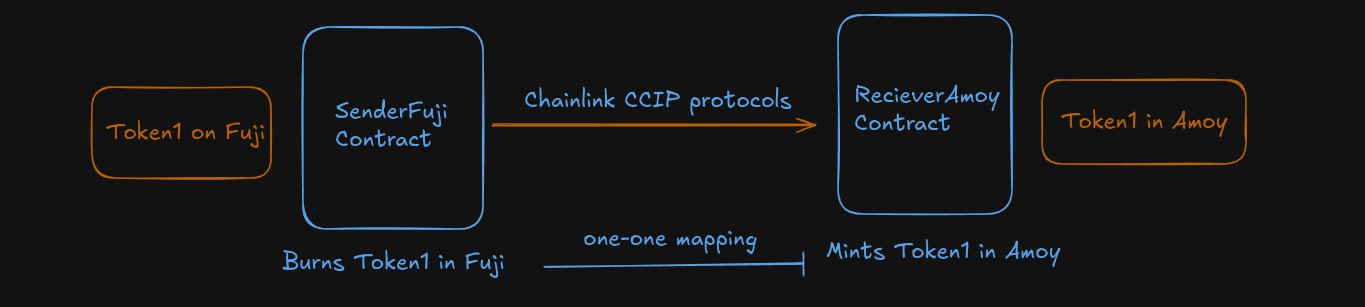 Token1 on Fuji
SenderFuji
Contract
Chainlink CCIP protocols
RecieverAmoy
Contract
Token1 in Amoy
Burns Token1 in Fuji
one-one mapping
Mints Token1 in Amoy